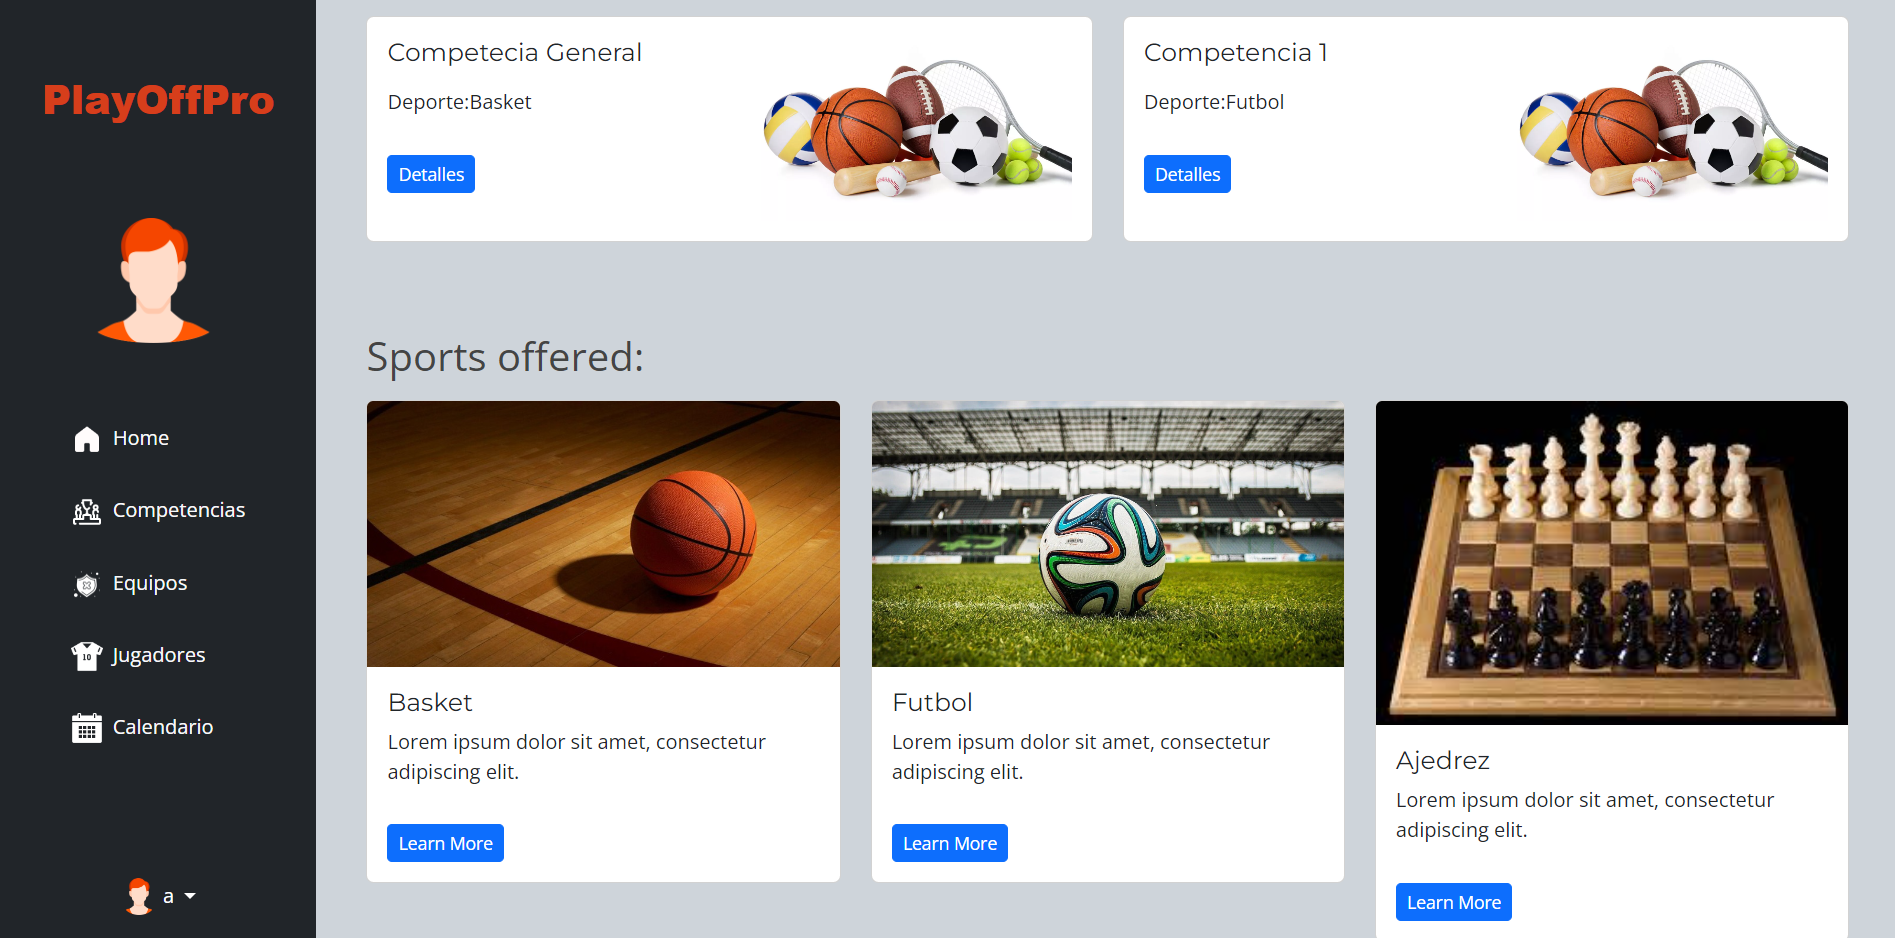 PlayOffPro
Home
Competencias
Equipos
10
Jugadores
Calendario
a
Competecia General
Deporte:Basket
Detalles
Competencia 1
Deporte:Futbol
Detalles
Sports offered:
Basket
Lorem ipsum dolor sit amet, consectetur
adipiscing elit.
Learn More
Futbol
Lorem ipsum dolor sit amet, consectetur
adipiscing elit.
Learn More
Ajedrez
Lorem ipsum dolor sit amet, consectetur
adipiscing elit.
Learn More